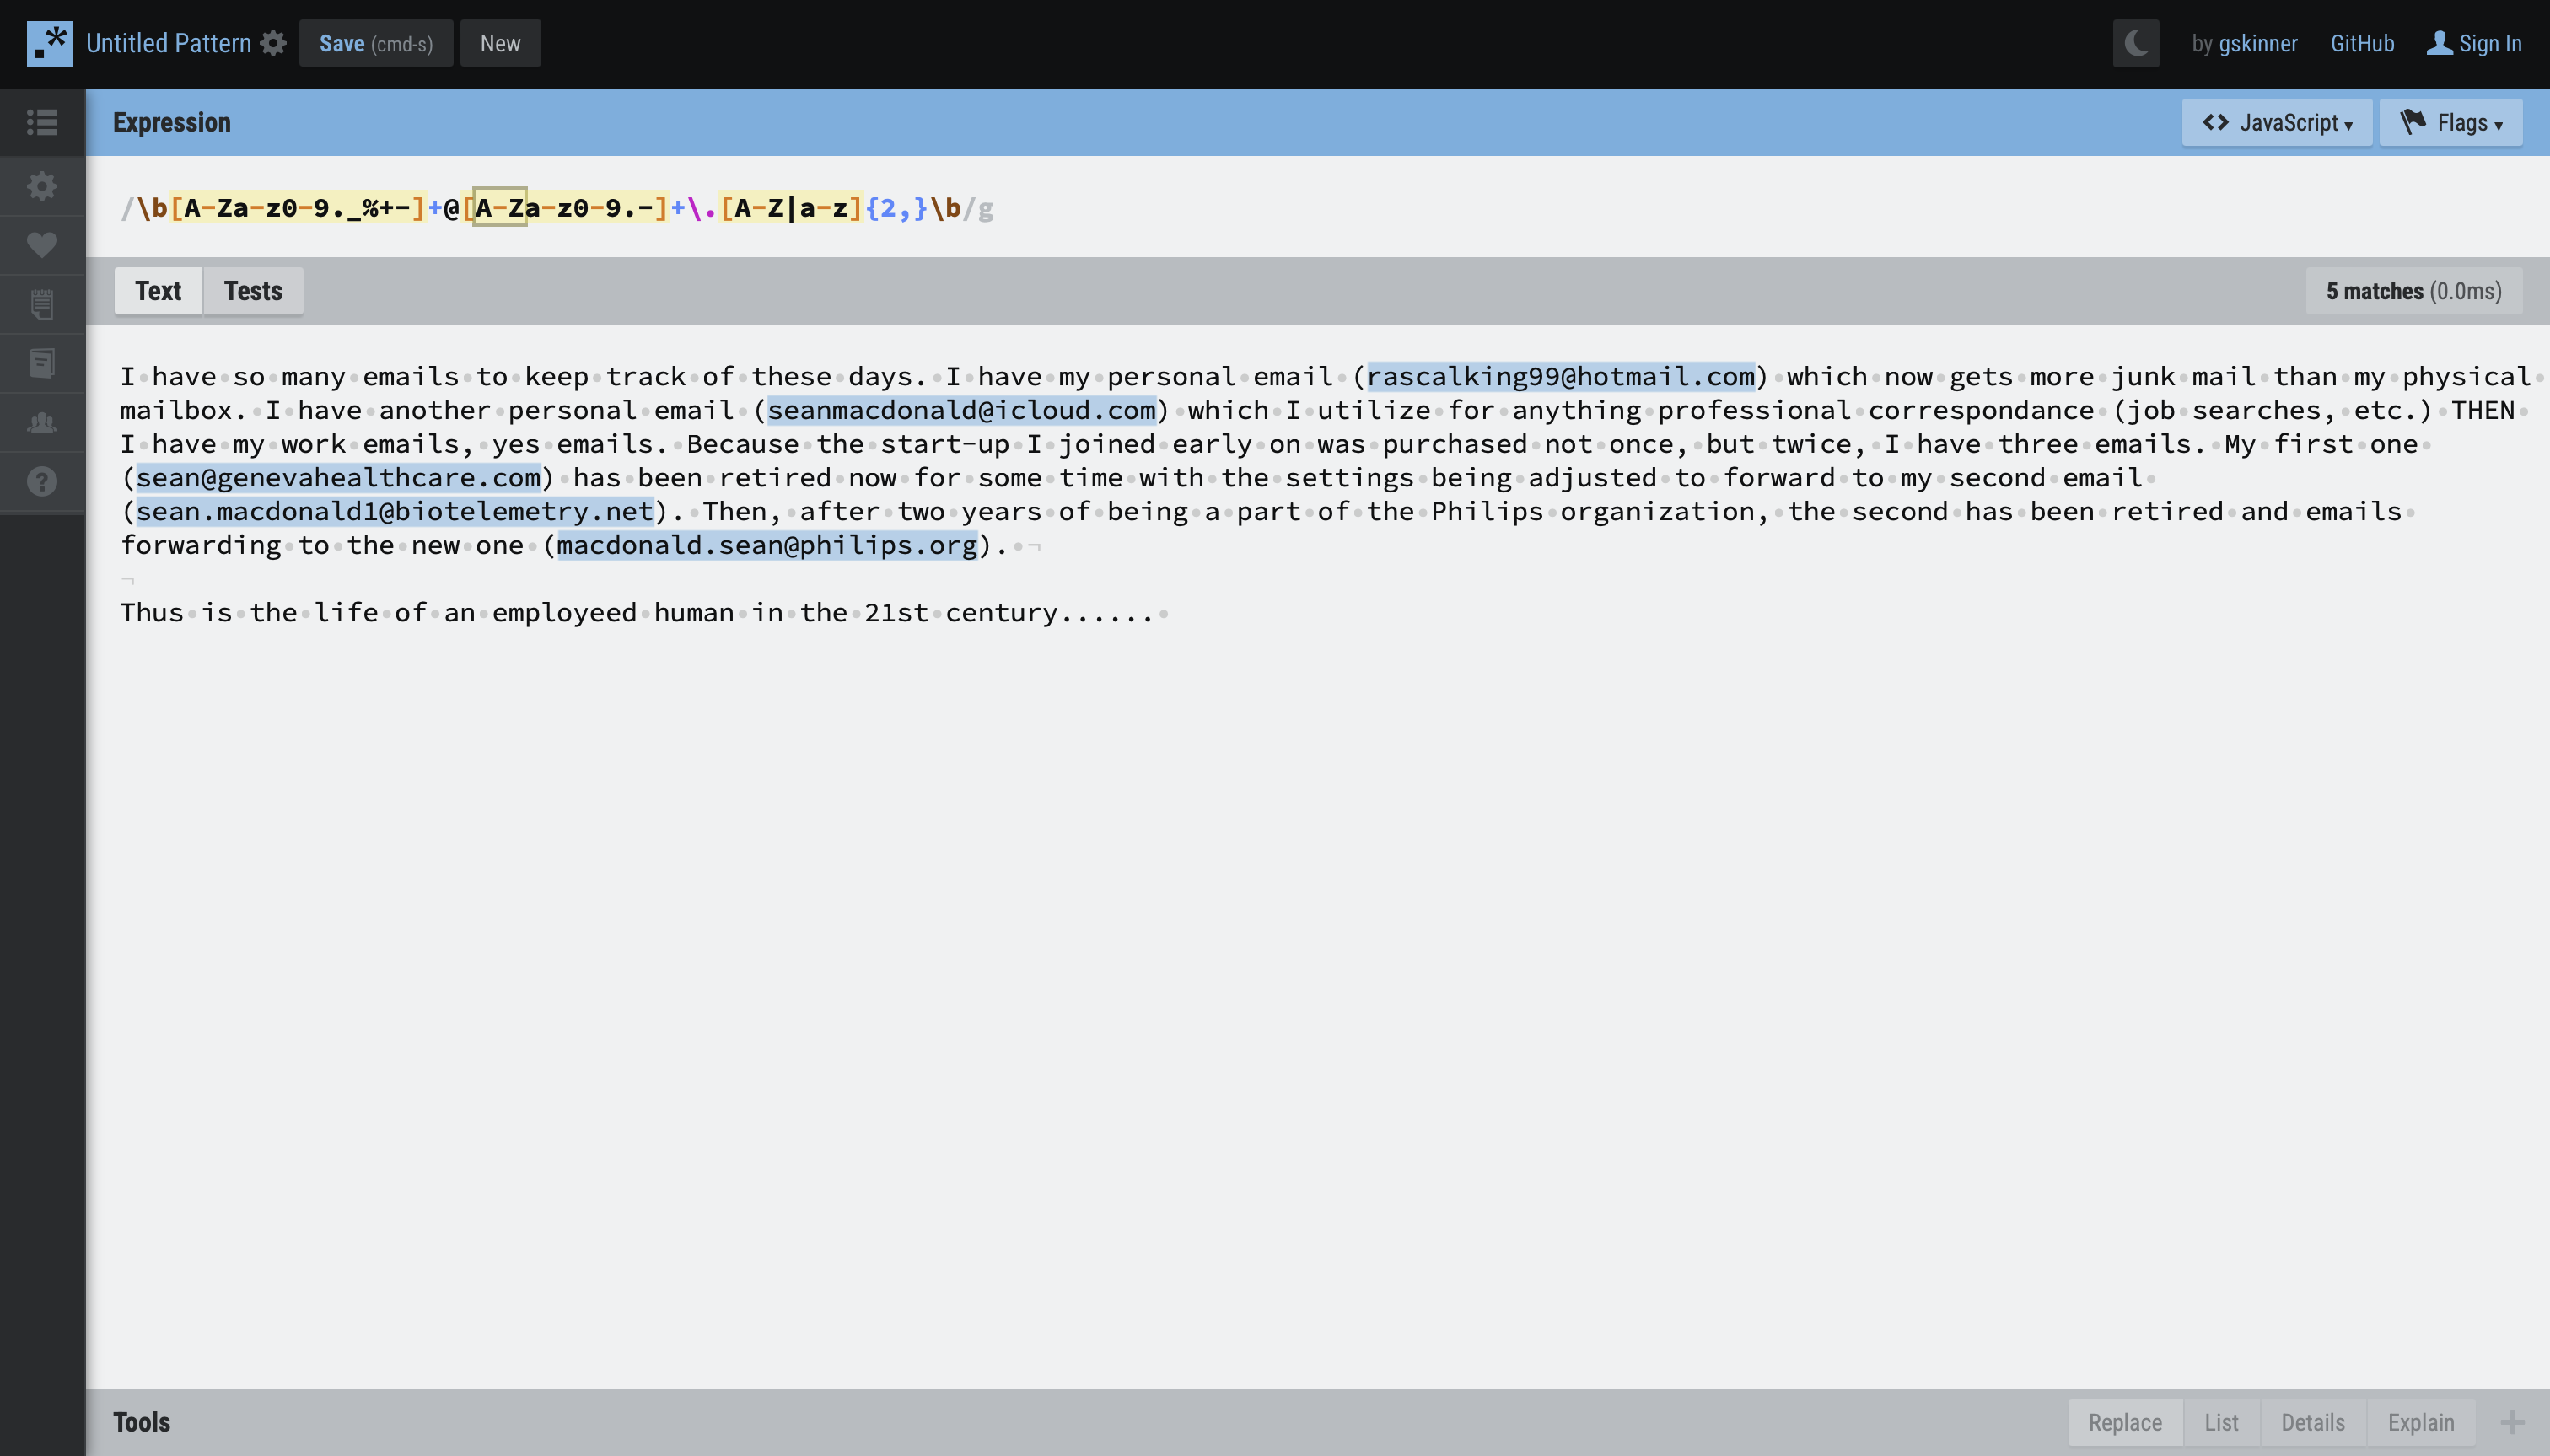 .* Untitled Pattern Save (cmd-s) New by gskinner GitHub Sign In
Expression <> JavaScript ▾ Flags ▾
/\b[A-Za-z0-9._%+-]+@[A-Za-z0-9.-]+\.[A-Z|a-z]{2,}\b/g
Text Tests 5 matches (0.0ms)
I have so many emails to keep track of these days. I have my personal email (rascalking99@hotmail.com) which now gets more junk mail than my physical
mailbox. I have another personal email (seanmacdonald@icloud.com) which I utilize for anything professional correspondance (job searches, etc.) THEN
I have my work emails, yes emails. Because the start-up I joined early on was purchased not once, but twice, I have three emails. My first one
(sean@genevahealthcare.com) has been retired now for some time with the settings being adjusted to forward to my second email
(sean.macdonald1@biotelemetry.net). Then, after two years of being a part of the Philips organization, the second has been retired and emails
forwarding to the new one (macdonald.sean@philips.org). ¬
¬
Thus is the life of an employeed human in the 21st century......
Tools Replace List Details Explain +